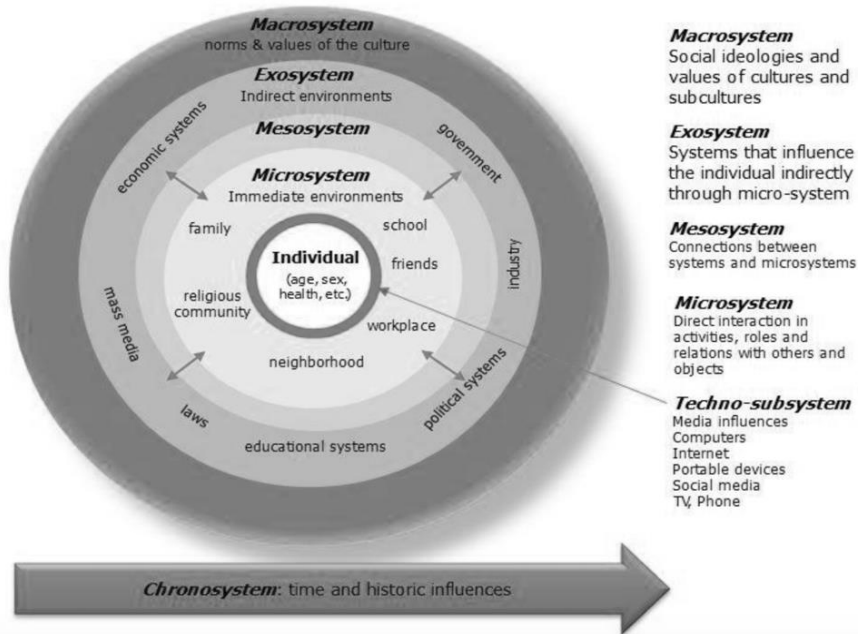 Macrosystem
norms & values of the culture
Exosystem
Indirect environments
Mesosystem
Microsystem
Immediate environments
economic systems
government
family
school
Individual
(age, sex,
health, etc.)
friends
industry
religious
community
mass media
workplace
neighborhood
laws
political systems
educational systems
Macrosystem
Social ideologies and
values of cultures and
subcultures
Exosystem
Systems that influence
the individual indirectly
through micro-system
Mesosystem
Connections between
systems and microsystems
Microsystem
Direct interaction in
activities, roles and
relations with others and
objects
Techno-subsystem
Media influences
Computers
Internet
Portable devices
Social media
TV, Phone
Chronosystem: time and historic influences